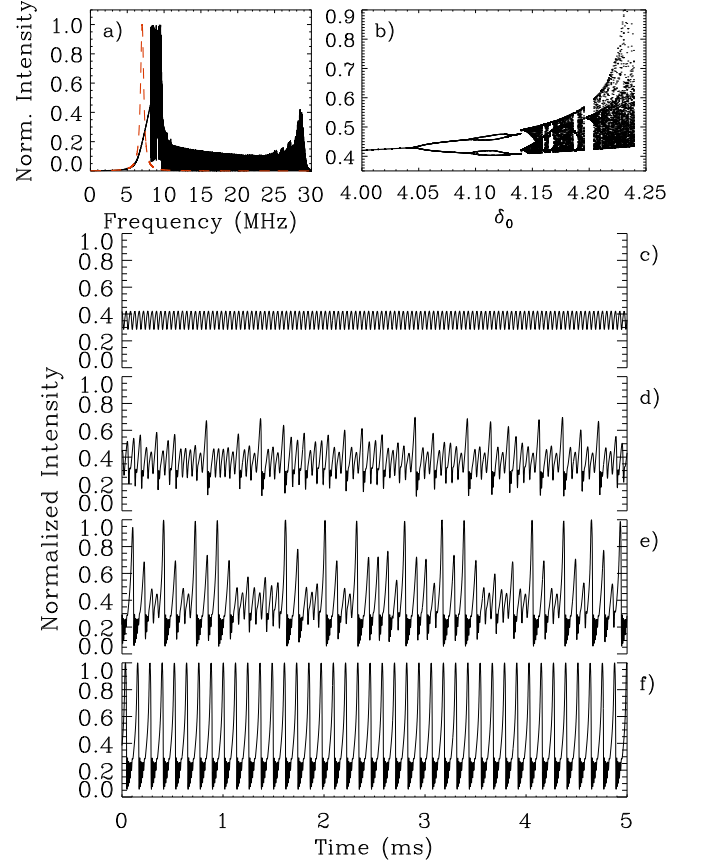 a)
1.0
0.8
0.6
0.4
0.2
0.0
Norm. Intensity
0 5 10 15 20 25 30
Frequency (MHz)
b)
0.9
0.8
0.7
0.6
0.5
0.4
4.00 4.05 4.10 4.15 4.20 4.25
δ₀
Normalized Intensity
c)
1.0
0.8
0.6
0.4
0.2
0.0
d)
1.0
0.8
0.6
0.4
0.2
0.0
e)
1.0
0.8
0.6
0.4
0.2
0.0
f)
1.0
0.8
0.6
0.4
0.2
0.0
0 1 2 3 4 5
Time (ms)